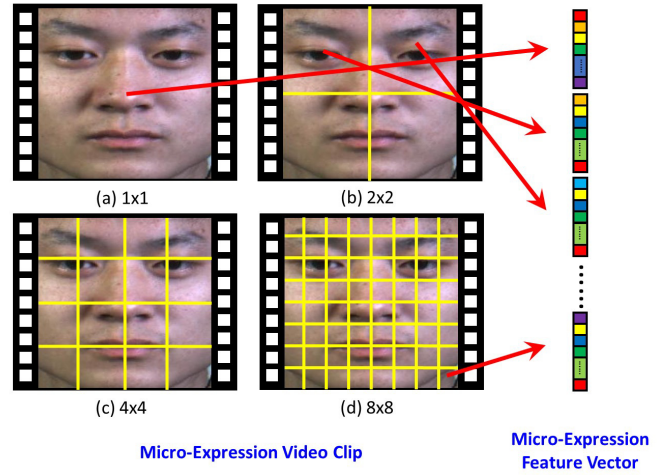 (a) 1x1
(b) 2x2
(c) 4x4
(d) 8x8
Micro-Expression Video Clip
Micro-Expression
Feature Vector